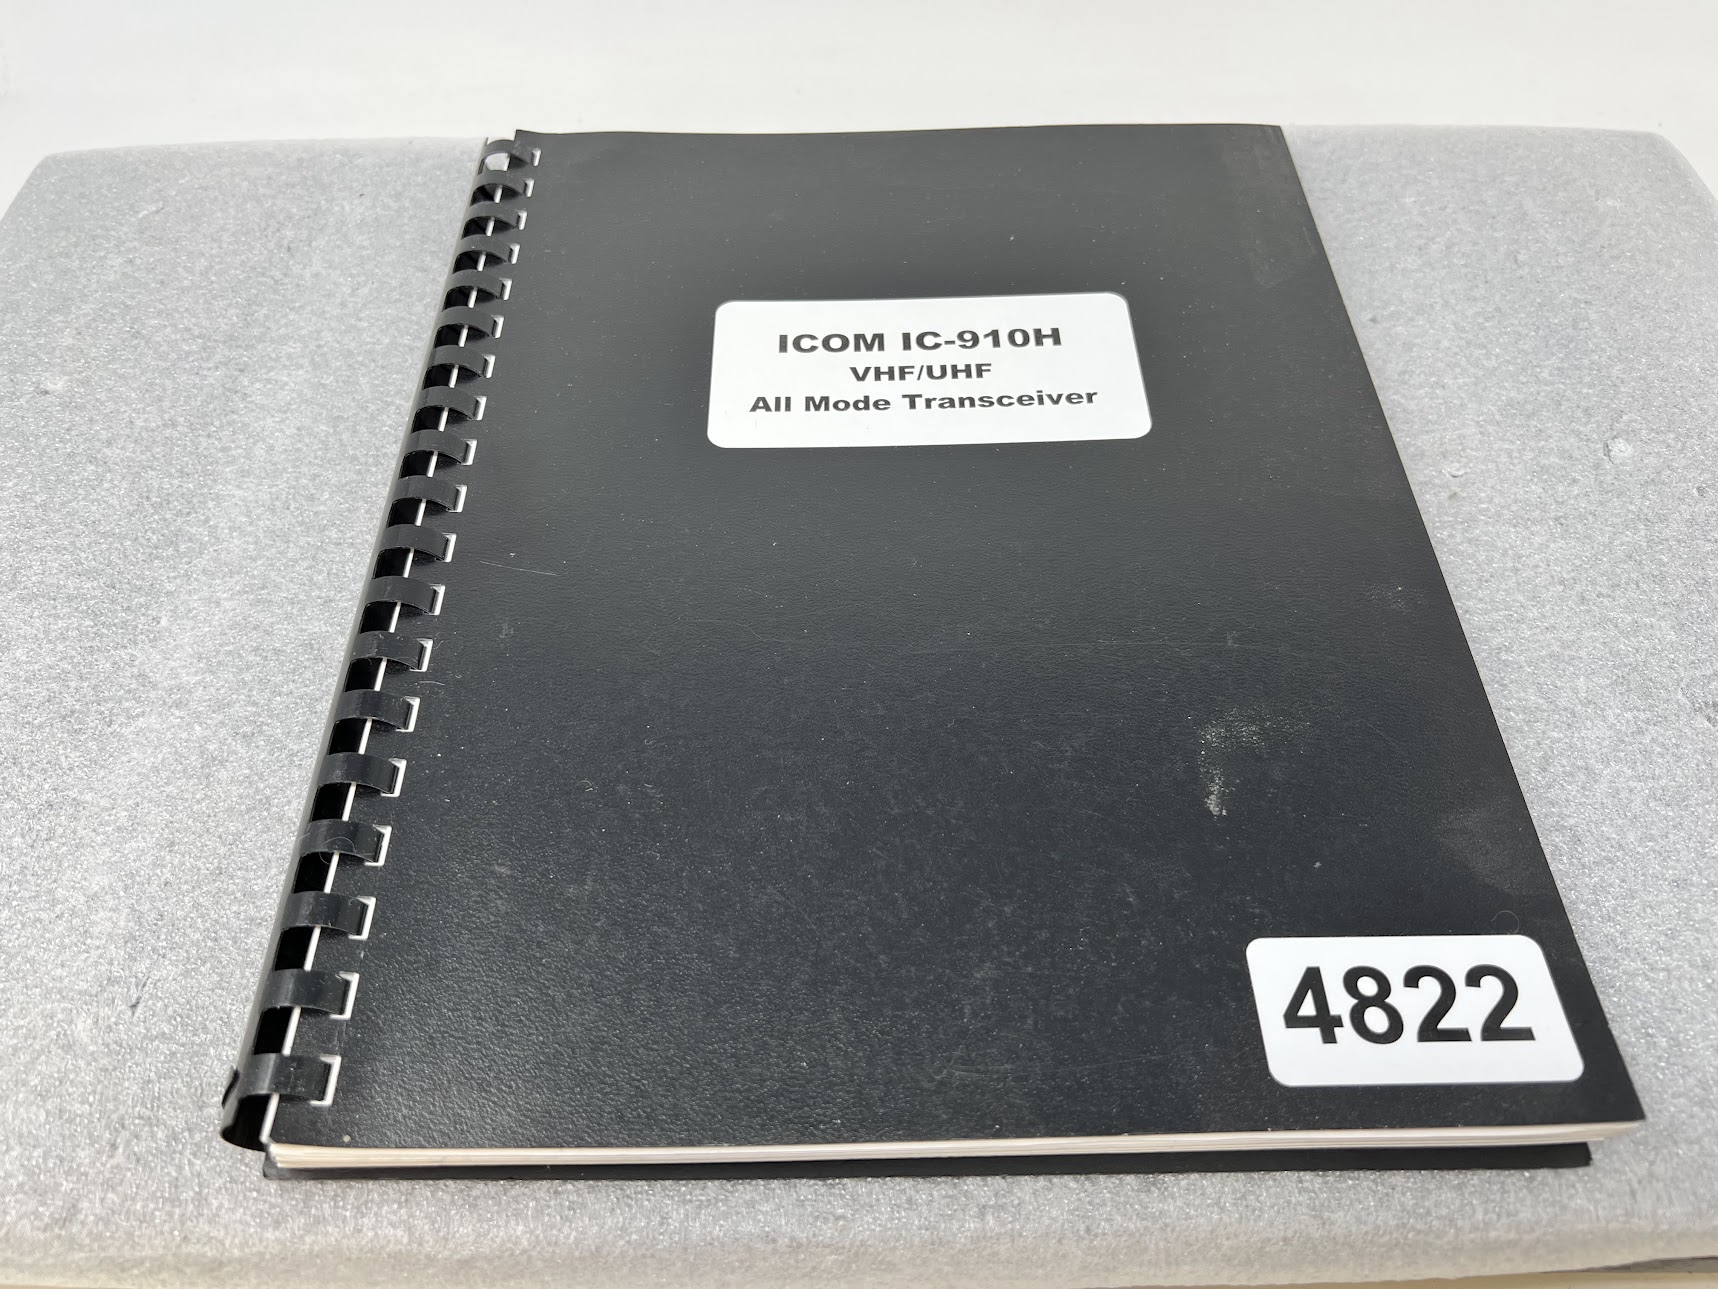 ICOM IC-910H
VHF/UHF
All Mode Transceiver
4822